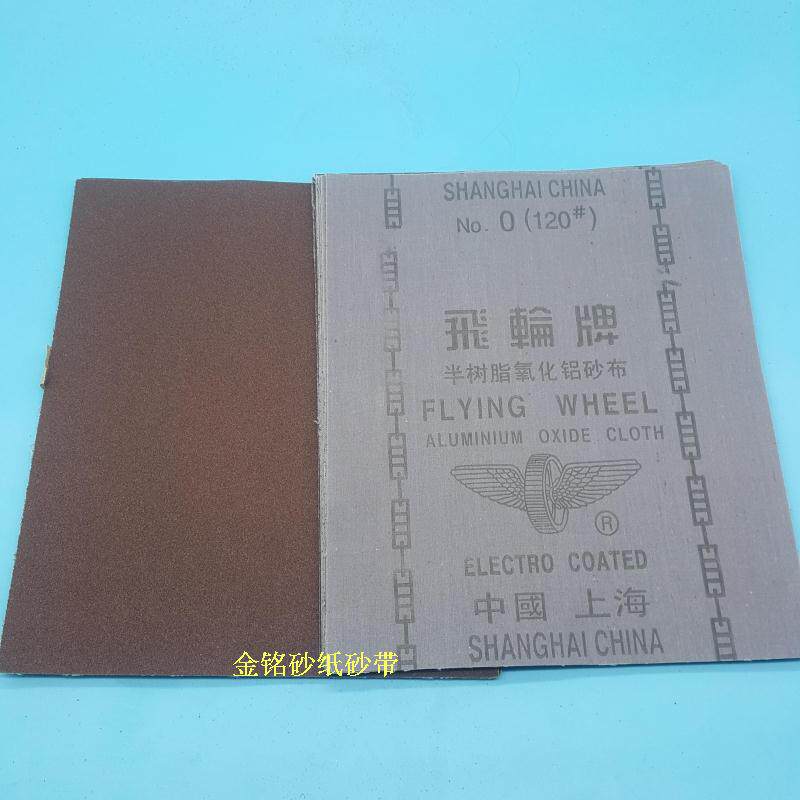 SHANGHAI CHINA
No. 0 (120#)
飛輪牌
半树脂氧化铝砂布
FLYING WHEEL
ALUMINIUM OXIDE CLOTH
®
ELECTRO COATED
中國 上海
SHANGHAI CHINA
金铭砂纸砂带